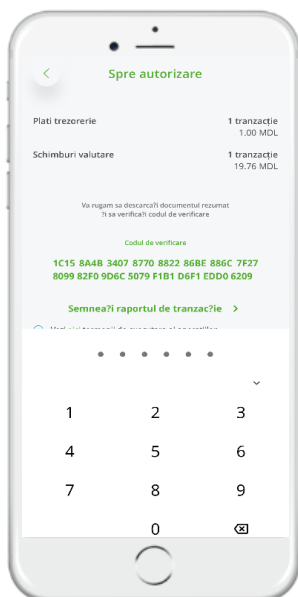 Spre autorizare
Plati trezorerie 1 tranzacție
1.00 MDL
Schimburi valutare 1 tranzacție
19.76 MDL
Va rugam sa descarca?i documentul rezumat
?i sa verifica?i codul de verificare
Codul de verificare
1C15 8A4B 3407 8770 8822 86BE 886C 7F27
8099 82F0 9D6C 5079 F1B1 D6F1 EDD0 6209
Semnea?i raportul de tranzac?ie
1 2 3
4 5 6
7 8 9
0